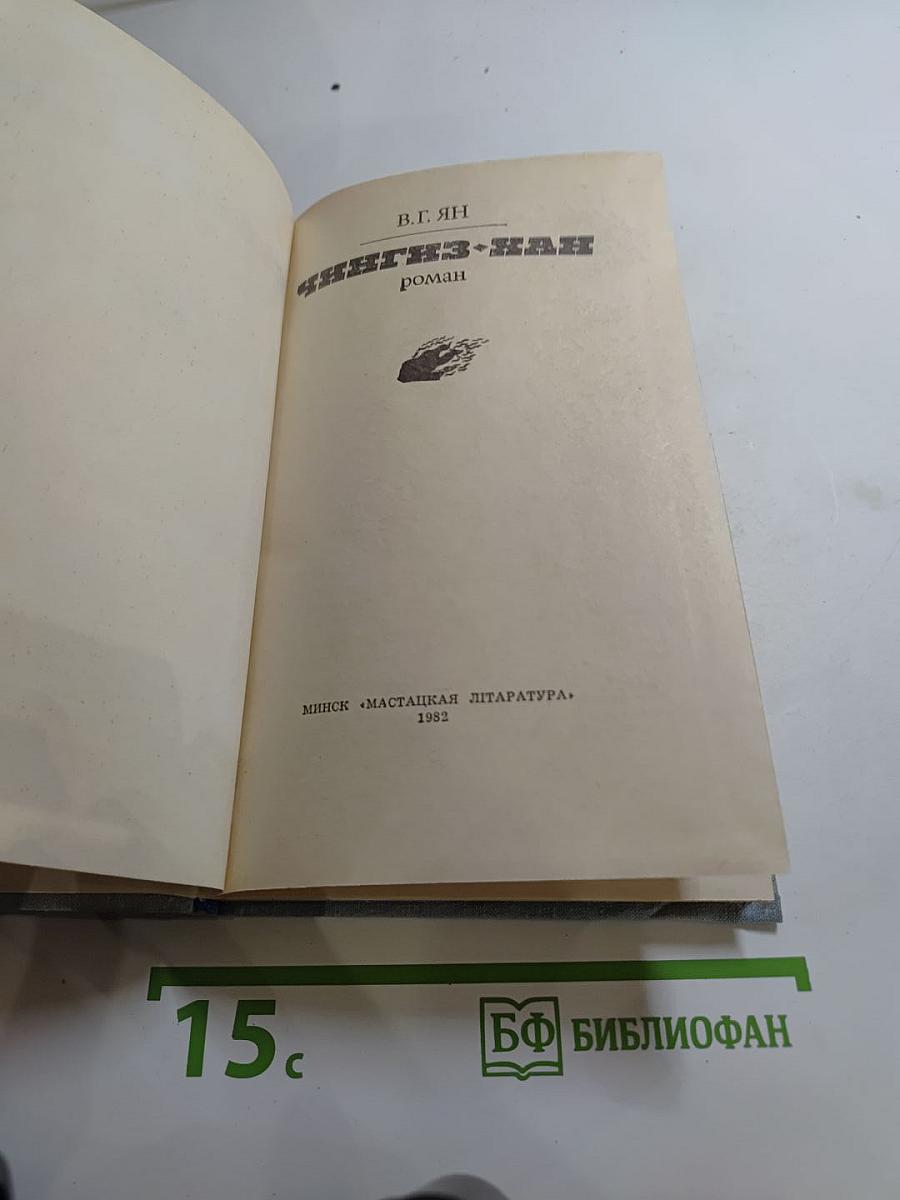 В.Г. ЯН
ЧИНГИЗ-ХАН
роман
МИНСК «МАСТАЦКАЯ ЛІТАРАТУРА»
1982
15с
БФ БИБЛИОФАН